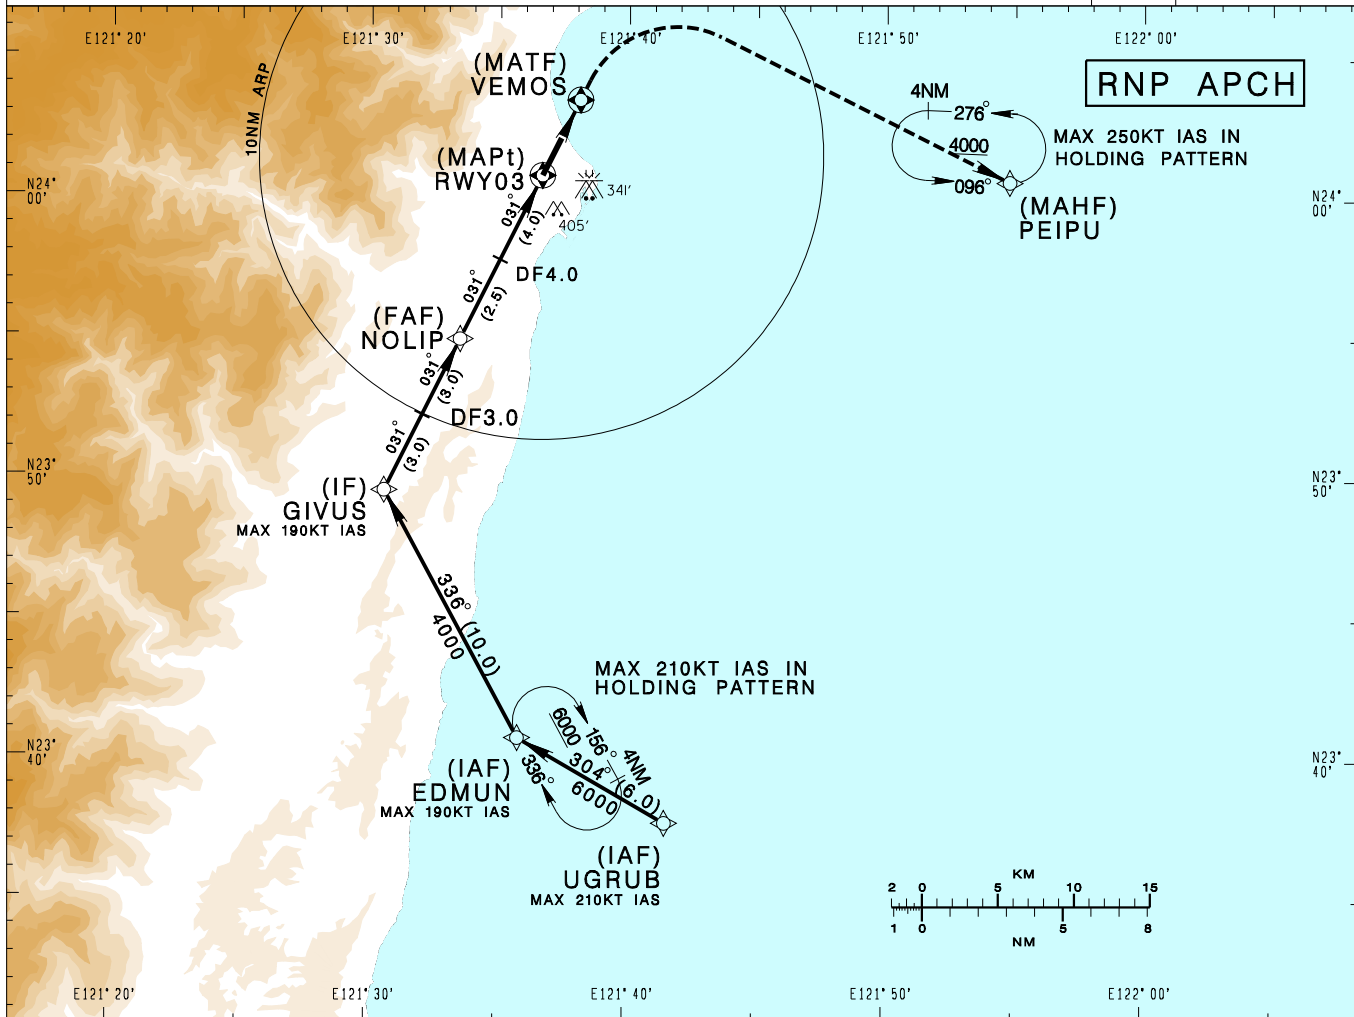 E121° 20'
E121° 30'
E121° 40'
E121° 50'
E122° 00'
RNP APCH
10NM ARP
(MATF)
VEMOS
4NM
276°
4000
096°
MAX 250KT IAS IN
HOLDING PATTERN
(MAPt)
RWY03
341'
405'
N24°
00'
N24°
00'
(MAHF)
PEIPU
031°
(4.0)
DF4.0
031°
(2.5)
(FAF)
NOLIP
031°
(3.0)
DF3.0
031°
(3.0)
N23°
50'
N23°
50'
(IF)
GIVUS
MAX 190KT IAS
336° (10.0)
4000
MAX 210KT IAS IN
HOLDING PATTERN
6000
156°
4NM
336°
304° (6.0)
6000
N23°
40'
N23°
40'
(IAF)
EDMUN
MAX 190KT IAS
(IAF)
UGRUB
MAX 210KT IAS
KM
2 0 5 10 15
1 0 5 8
NM
E121° 20'
E121° 30'
E121° 40'
E121° 50'
E122° 00'